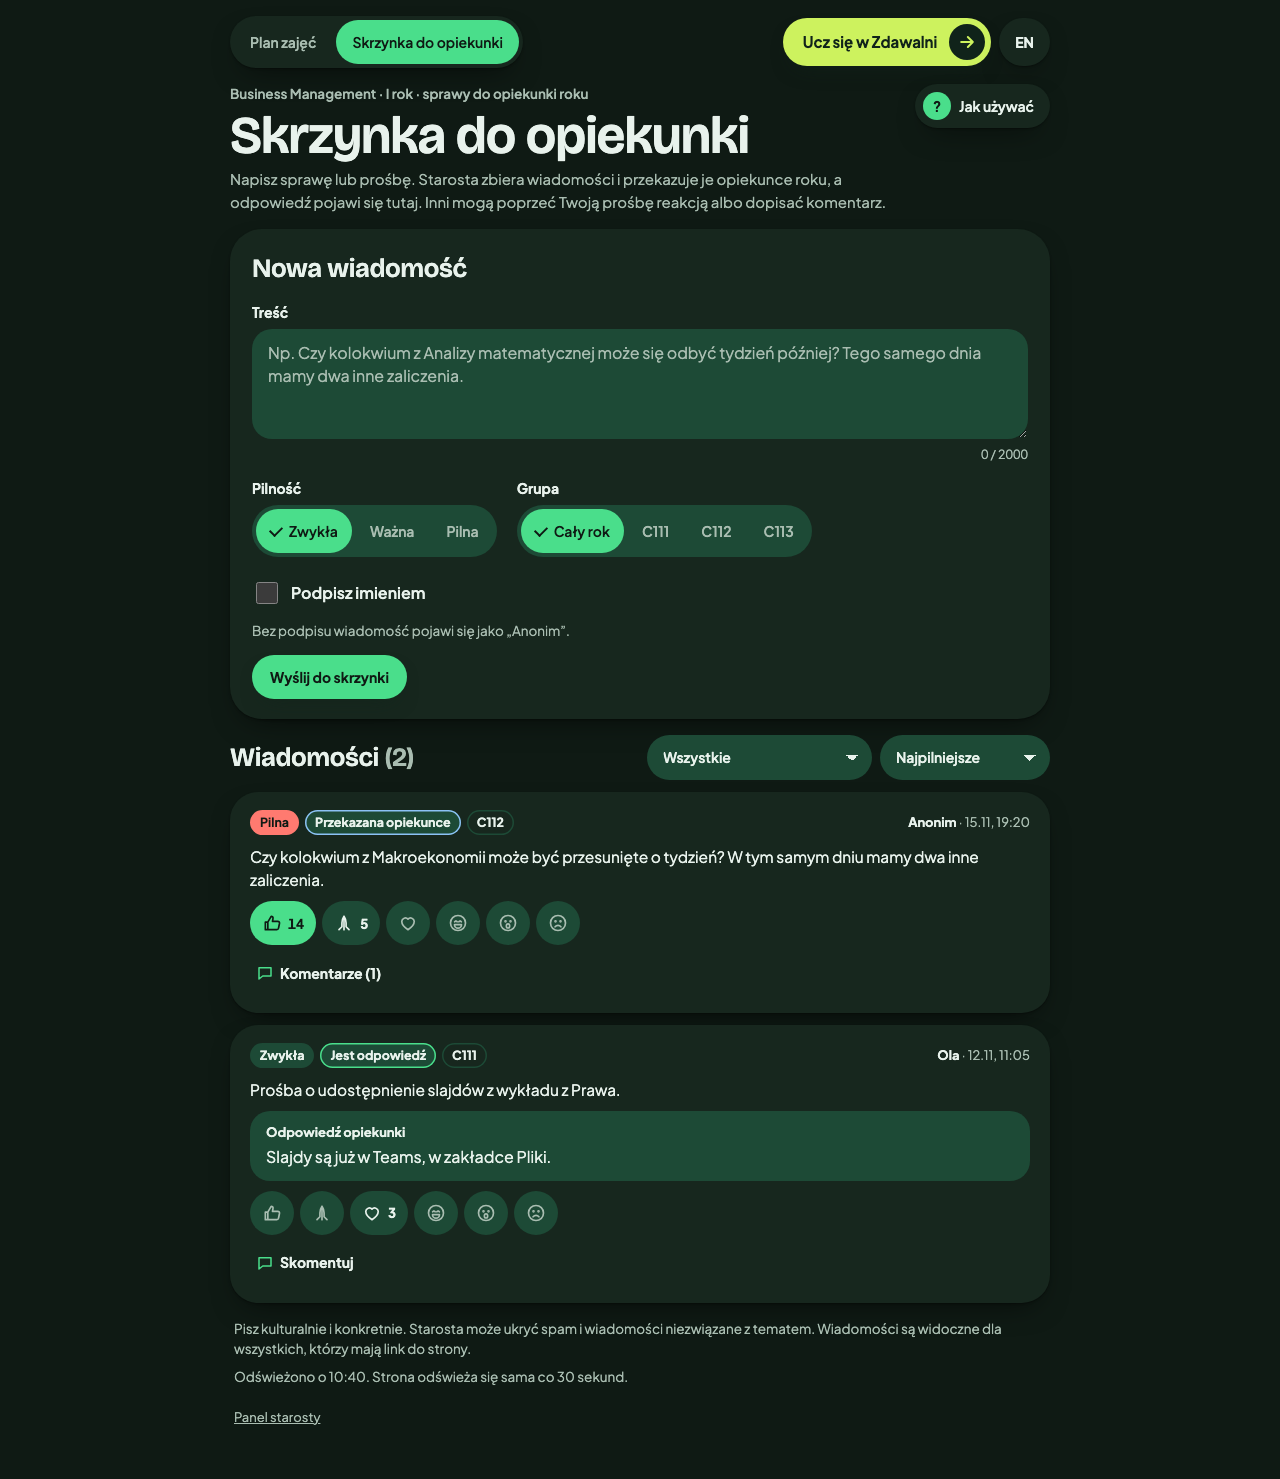 Plan zajęć
Skrzynka do opiekunki
Ucz się w Zdawalni
EN
Business Management · I rok · sprawy do opiekunki roku
? Jak używać
Skrzynka do opiekunki
Napisz sprawę lub prośbę. Starosta zbiera wiadomości i przekazuje je opiekunce roku, a
odpowiedź pojawi się tutaj. Inni mogą poprzeć Twoją prośbę reakcją albo dopisać komentarz.
Nowa wiadomość
Treść
Np. Czy kolokwium z Analizy matematycznej może się odbyć tydzień później? Tego samego dnia
mamy dwa inne zaliczenia.
0 / 2000
Pilność
Grupa
Zwykła Ważna Pilna
Cały rok C111 C112 C113
Podpisz imieniem
Bez podpisu wiadomość pojawi się jako „Anonim”.
Wyślij do skrzynki
Wiadomości (2)
Wszystkie
Najpilniejsze
Pilna Przekazana opiekunce C112
Anonim · 15.11, 19:20
Czy kolokwium z Makroekonomii może być przesunięte o tydzień? W tym samym dniu mamy dwa inne
zaliczenia.
14 5
Komentarze (1)
Zwykła Jest odpowiedź C111
Ola · 12.11, 11:05
Prośba o udostępnienie slajdów z wykładu z Prawa.
Odpowiedź opiekunki
Slajdy są już w Teams, w zakładce Pliki.
3
Skomentuj
Pisz kulturalnie i konkretnie. Starosta może ukryć spam i wiadomości niezwiązane z tematem. Wiadomości są widoczne dla
wszystkich, którzy mają link do strony.
Odświeżono o 10:40. Strona odświeża się sama co 30 sekund.
Panel starosty